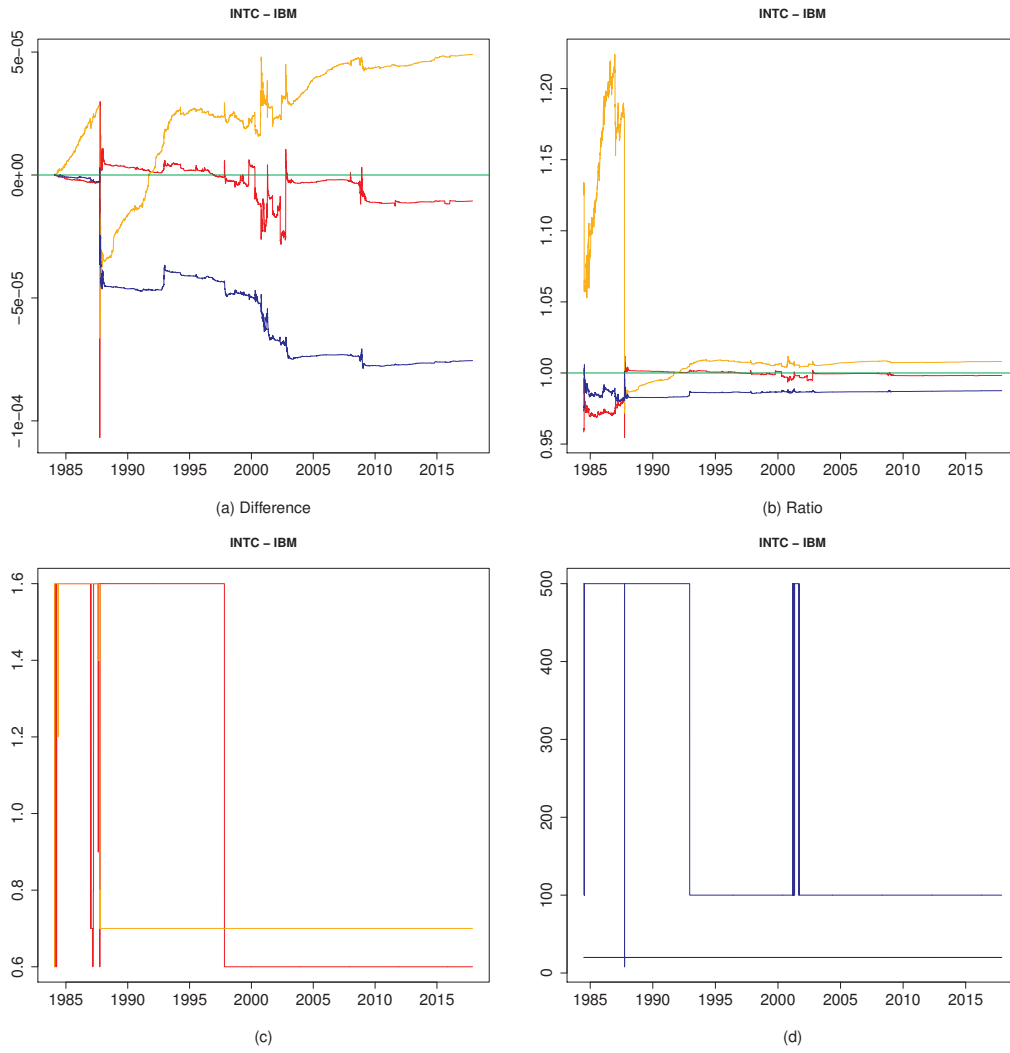 INTC − IBM
INTC − IBM
5e−05
0e+00
−5e−05
−1e−04
1985 1990 1995 2000 2005 2010 2015
1.20
1.15
1.10
1.05
1.00
0.95
1985 1990 1995 2000 2005 2010 2015
(a) Difference
(b) Ratio
INTC − IBM
INTC − IBM
1.6
1.4
1.2
1.0
0.8
0.6
1985 1990 1995 2000 2005 2010 2015
500
400
300
200
100
0
1985 1990 1995 2000 2005 2010 2015
(c)
(d)